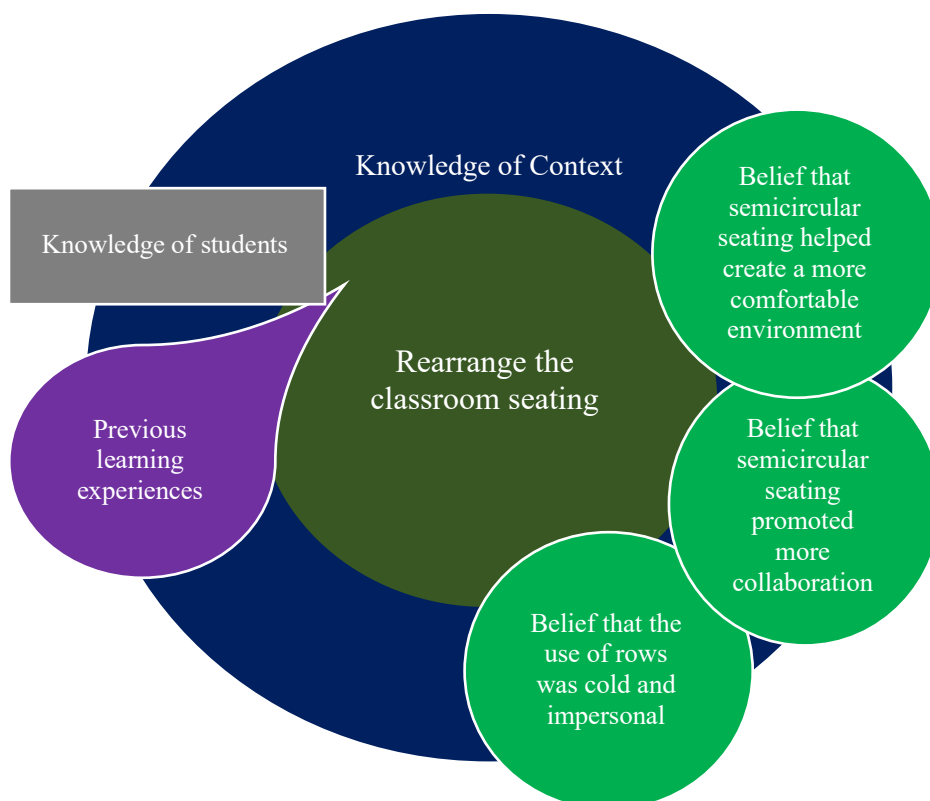 Knowledge of Context
Knowledge of students
Rearrange the
classroom seating
Previous
learning
experiences
Belief that
semicircular
seating helped
create a more
comfortable
environment
Belief that
semicircular
seating
promoted
more
collaboration
Belief that the
use of rows
was cold and
impersonal